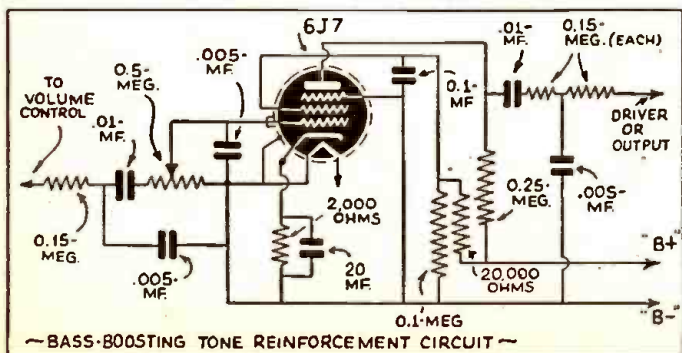 6J7
.005-
MF.
0.5-
MEG.
TO
VOLUME
CONTROL
.01-
MF.
0.1-
MF
.01-
MF.
0.15-
MEG.(EACH)
DRIVER
OR
OUTPUT
2,000
OHMS
0.25-
MEG.
.005-
MF.
0.15-
MEG.
.005-
MF.
20
MF.
20,000
OHMS
"B+"
0.1-MEG
"B-"
~BASS-BOOSTING TONE REINFORCEMENT CIRCUIT~